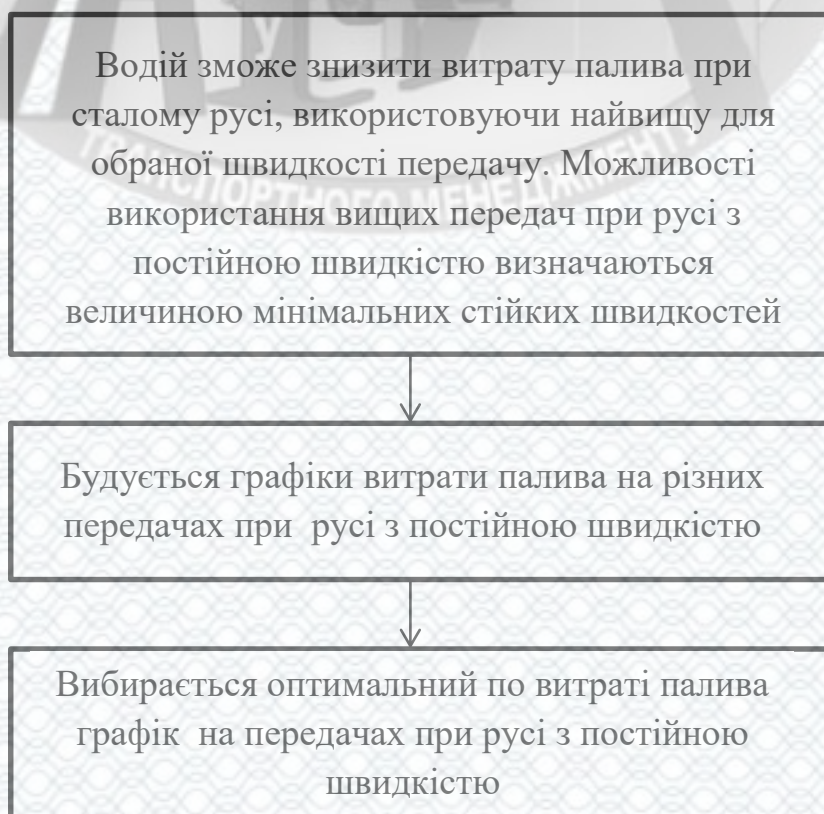 ТРАНСПОРТНОГО МЕНЕДЖМЕНТУ
Водій зможе знизити витрату палива при
сталому русі, використовуючи найвищу для
обраної швидкості передачу. Можливості
використання вищих передач при русі з
постійною швидкістю визначаються
величиною мінімальних стійких швидкостей
Будується графіки витрати палива на різних
передачах при русі з постійною швидкістю
Вибирається оптимальний по витраті палива
графік на передачах при русі з постійною
швидкістю